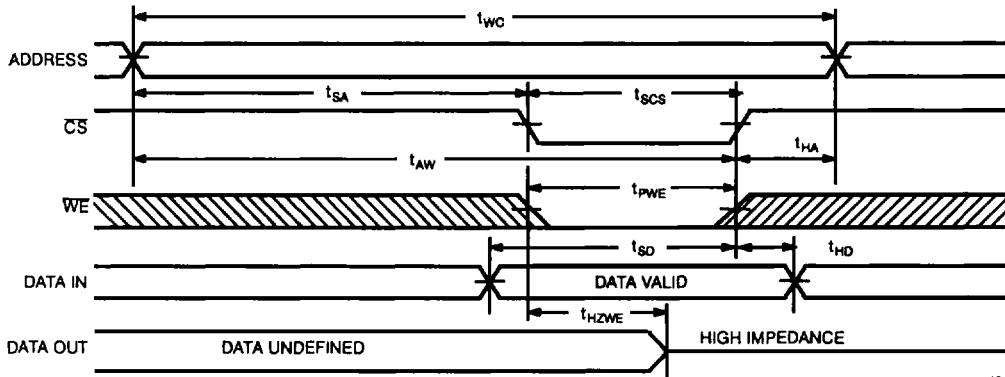 tWC
ADDRESS
tSA
tSCS
CS
tHA
tAW
tPWE
WE
tSD
tHD
DATA IN
DATA VALID
tHZWE
DATA OUT
DATA UNDEFINED
HIGH IMPEDANCE